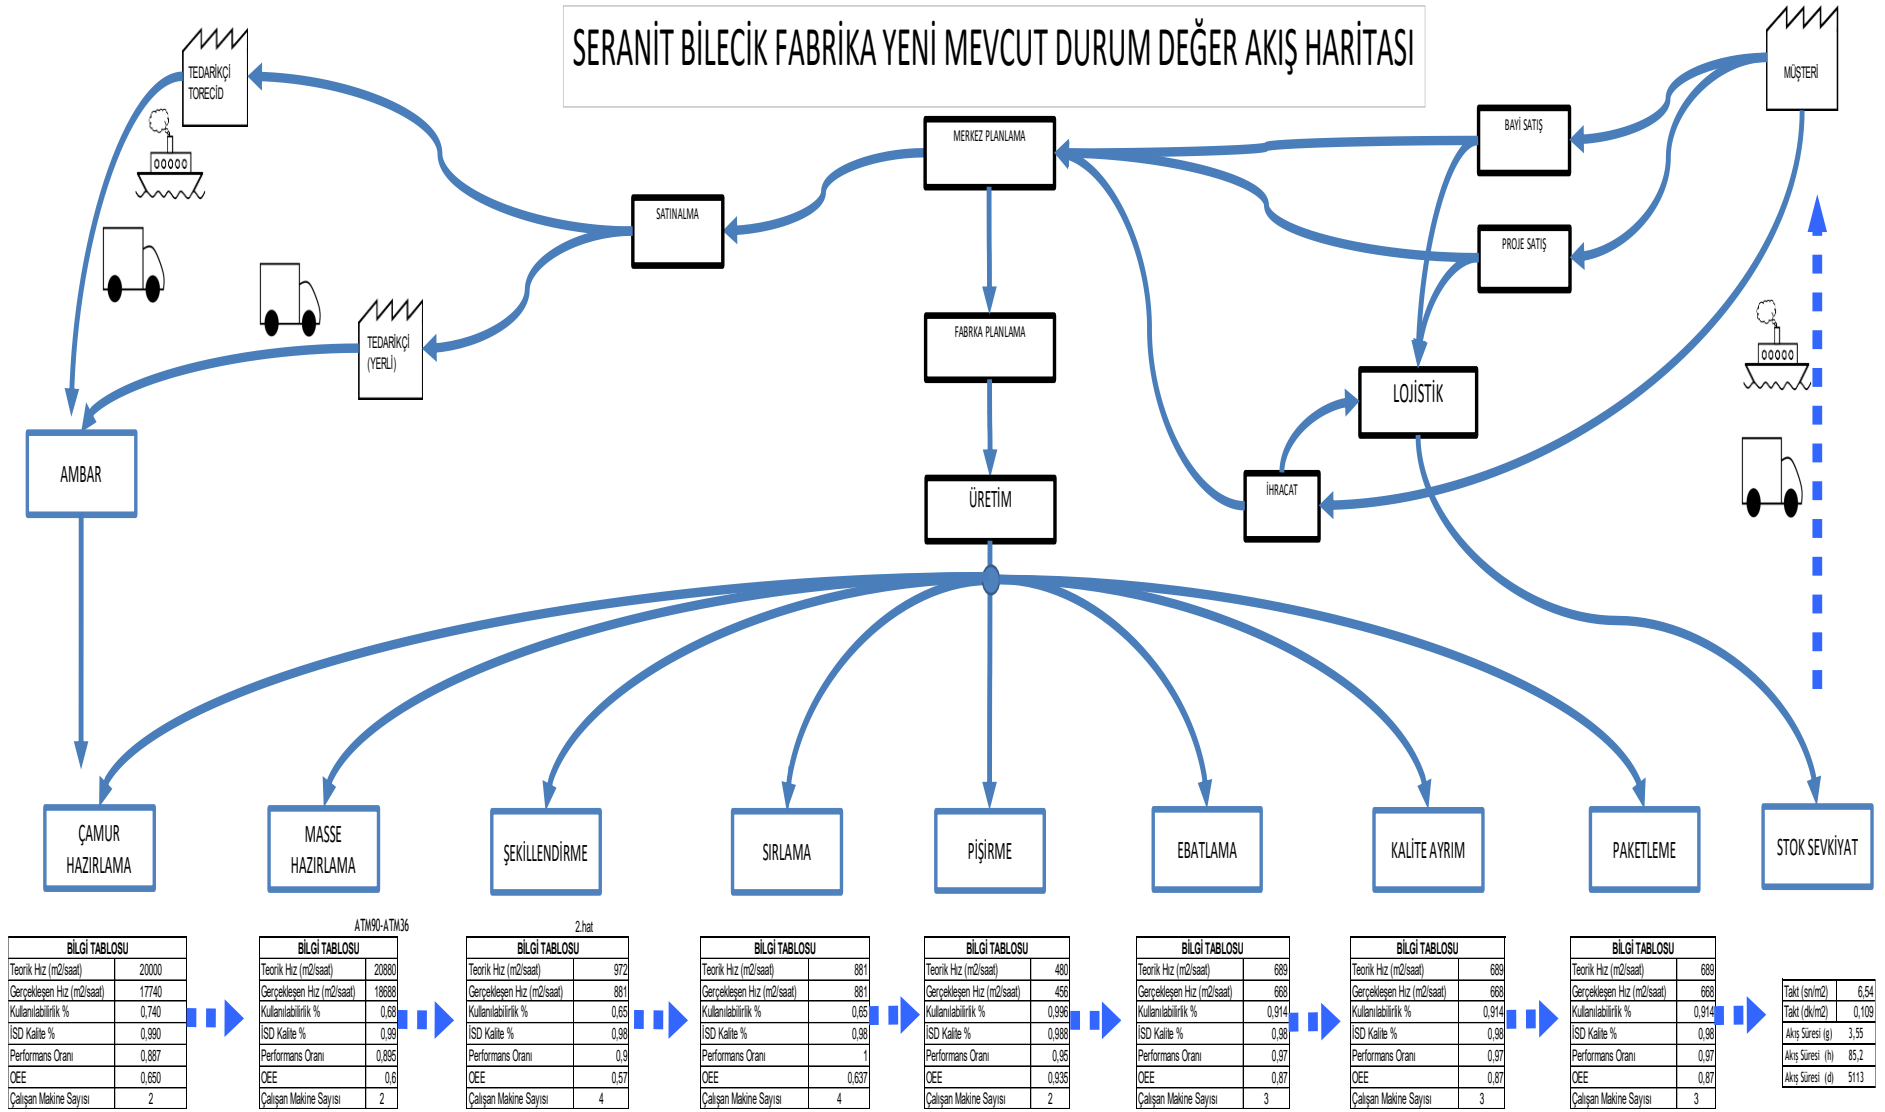 SERANİT BİLECİK FABRİKA YENİ MEVCUT DURUM DEĞER AKIŞ HARİTASI
TEDARİKÇİ
TORECİD
MÜŞTERİ
MERKEZ PLANLAMA
BAYİ SATIŞ
SATINALMA
PROJE SATIŞ
FABRKA PLANLAMA
TEDARİKÇİ
(YERLİ)
LOJİSTİK
AMBAR
ÜRETİM
İHRACAT
ÇAMUR
HAZIRLAMA
MASSE
HAZIRLAMA
ŞEKİLLENDİRME
SIRLAMA
PİŞİRME
EBATLAMA
KALİTE AYRIM
PAKETLEME
STOK SEVKİYAT
BİLGİ TABLOSU
Teorik Hız (m2/saat) 20000
Gerçekleşen Hız (m2/saat) 17740
Kullanılabilirlik % 0,740
İSD Kalite % 0,990
Performans Oranı 0,887
OEE 0,650
Çalışan Makine Sayısı 2
ATM90-ATM36
BİLGİ TABLOSU
Teorik Hız (m2/saat) 20880
Gerçekleşen Hız (m2/saat) 18688
Kullanılabilirlik % 0,68
İSD Kalite % 0,99
Performans Oranı 0,895
OEE 0,6
Çalışan Makine Sayısı 2
2.hat
BİLGİ TABLOSU
Teorik Hız (m2/saat) 972
Gerçekleşen Hız (m2/saat) 881
Kullanılabilirlik % 0,65
İSD Kalite % 0,98
Performans Oranı 0,9
OEE 0,57
Çalışan Makine Sayısı 4
BİLGİ TABLOSU
Teorik Hız (m2/saat) 881
Gerçekleşen Hız (m2/saat) 881
Kullanılabilirlik % 0,65
İSD Kalite % 0,98
Performans Oranı 1
OEE 0,637
Çalışan Makine Sayısı 4
BİLGİ TABLOSU
Teorik Hız (m2/saat) 480
Gerçekleşen Hız (m2/saat) 456
Kullanılabilirlik % 0,996
İSD Kalite % 0,988
Performans Oranı 0,95
OEE 0,935
Çalışan Makine Sayısı 2
BİLGİ TABLOSU
Teorik Hız (m2/saat) 689
Gerçekleşen Hız (m2/saat) 668
Kullanılabilirlik % 0,914
İSD Kalite % 0,98
Performans Oranı 0,97
OEE 0,87
Çalışan Makine Sayısı 3
BİLGİ TABLOSU
Teorik Hız (m2/saat) 689
Gerçekleşen Hız (m2/saat) 668
Kullanılabilirlik % 0,914
İSD Kalite % 0,98
Performans Oranı 0,97
OEE 0,87
Çalışan Makine Sayısı 3
BİLGİ TABLOSU
Teorik Hız (m2/saat) 689
Gerçekleşen Hız (m2/saat) 668
Kullanılabilirlik % 0,914
İSD Kalite % 0,98
Performans Oranı 0,97
OEE 0,87
Çalışan Makine Sayısı 3
Takt (sn/m2) 6,54
Takt (dk/m2) 0,109
Akış Süresi (g) 3,55
Akış Süresi (h) 85,2
Akış Süresi (d) 5113